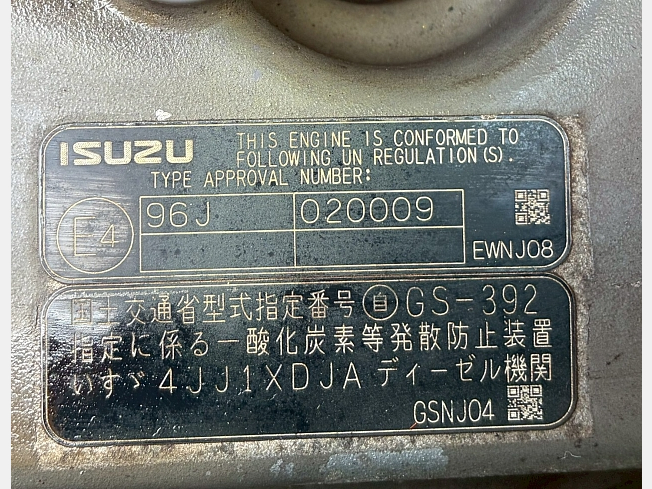 ISUZU
THIS ENGINE IS CONFORMED TO
FOLLOWING UN REGULATION(S).
TYPE APPROVAL NUMBER:
E4
96J 020009
EWNJ08
国土交通省型式指定番号 自 GS-392
指定に係る一酸化炭素等発散防止装置
いすゞ 4JJ1XDJA ディーゼル機関
GSNJ04